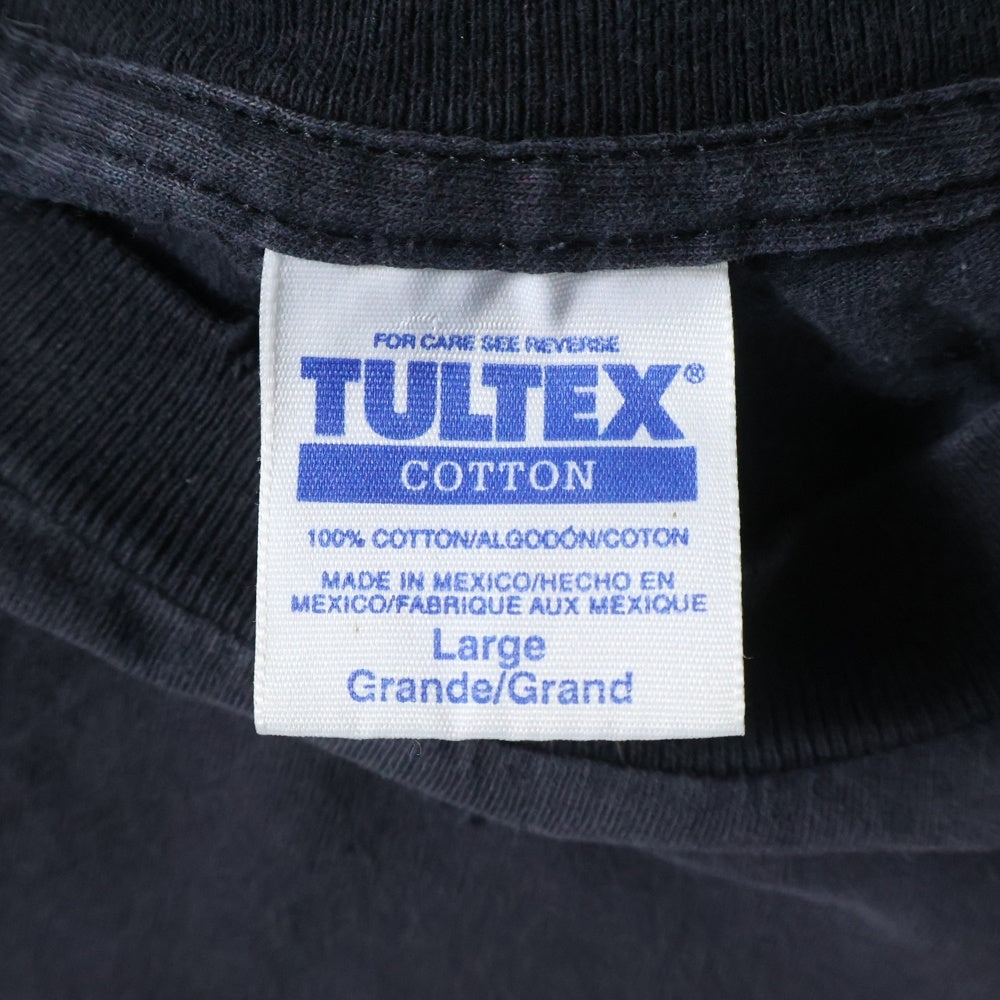 FOR CARE SEE REVERSE
TULTEX®
COTTON
100% COTTON/ALGODÓN/COTON
MADE IN MEXICO/HECHO EN
MEXICO/FABRIQUE AUX MEXIQUE
Large
Grande/Grand